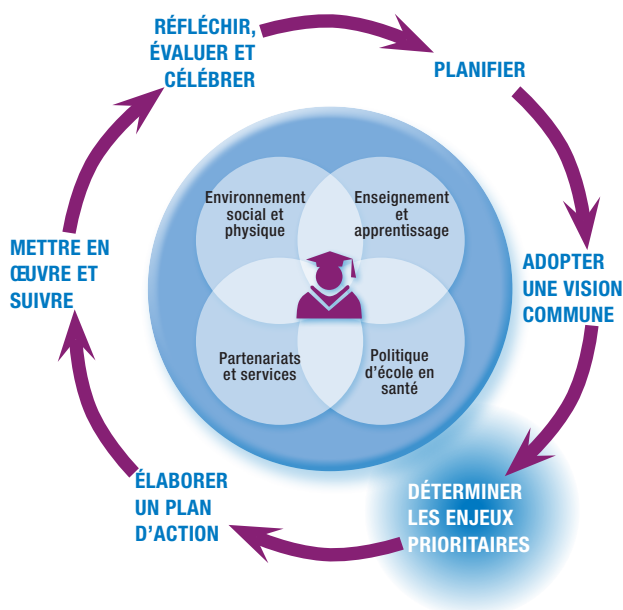 RÉFLÉCHIR,
ÉVALUER ET
CÉLÉBRER
PLANIFIER
ADOPTER
UNE VISION
COMMUNE
DÉTERMINER
LES ENJEUX
PRIORITAIRES
ÉLABORER
UN PLAN
D’ACTION
METTRE EN
ŒUVRE ET
SUIVRE
Environnement
social et
physique
Enseignement
et
apprentissage
Partenariats
et services
Politique
d’école en
santé